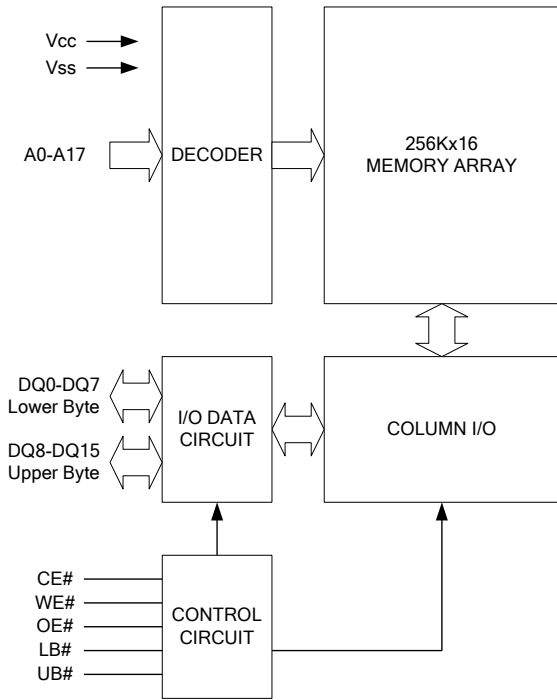 Vcc
Vss
A0-A17
DECODER
256Kx16
MEMORY ARRAY
DQ0-DQ7
Lower Byte
DQ8-DQ15
Upper Byte
I/O DATA
CIRCUIT
COLUMN I/O
CE#
WE#
OE#
LB#
UB#
CONTROL
CIRCUIT